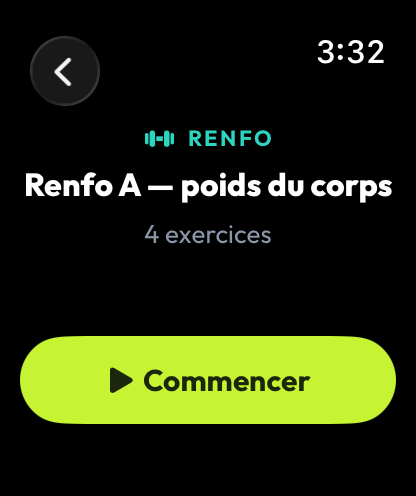 3:32
RENFO
Renfo A — poids du corps
4 exercices
Commencer